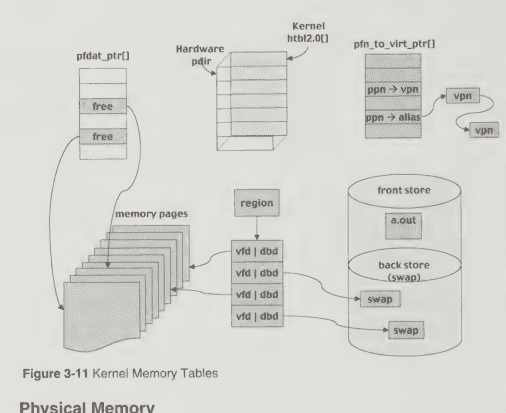 pfdat_ptr[]
free
free
Hardware
pdir
Kernel
htbl2.0[]
pfn_to_virt_ptr[]
ppn → vpn
ppn → alias
vpn
vpn
memory pages
region
vfd | dbd
vfd | dbd
vfd | dbd
vfd | dbd
front store
a.out
back store
(swap)
swap
swap
Figure 3-11 Kernel Memory Tables
Physical Memory